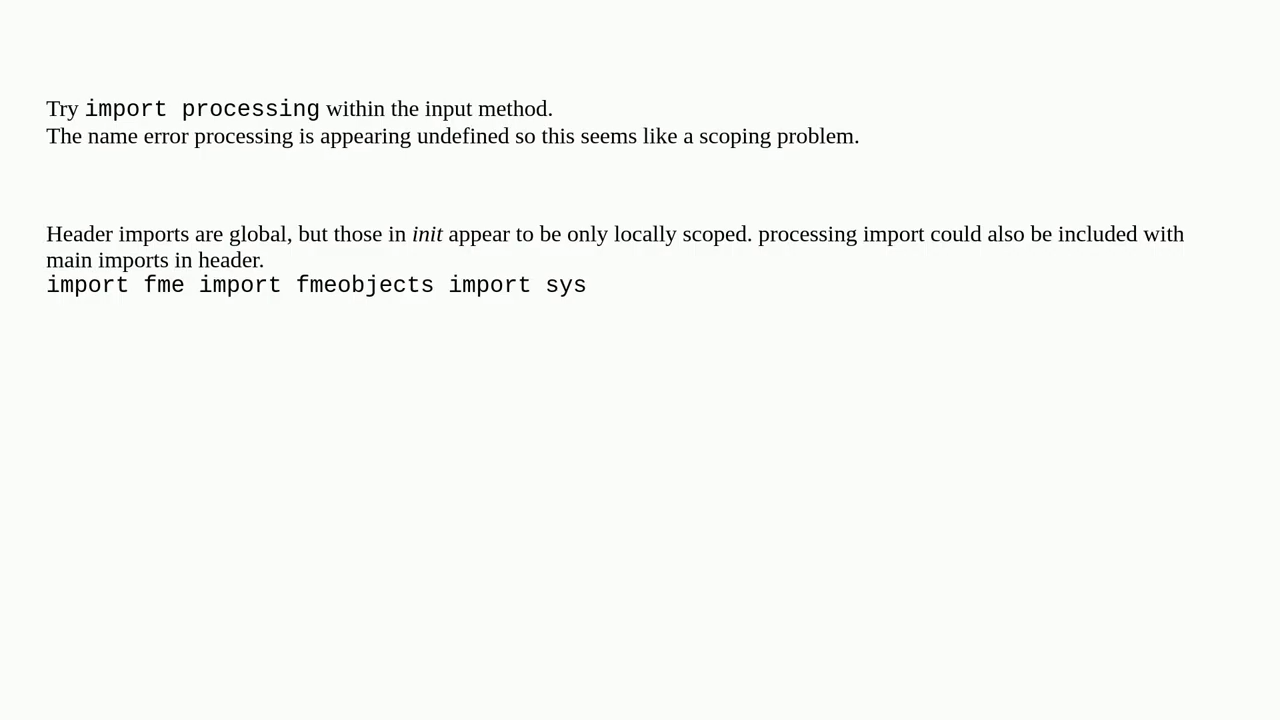 Try import processing within the input method.
The name error processing is appearing undefined so this seems like a scoping problem.
Header imports are global, but those in init appear to be only locally scoped. processing import could also be included with
main imports in header.
import fme import fmeobjects import sys